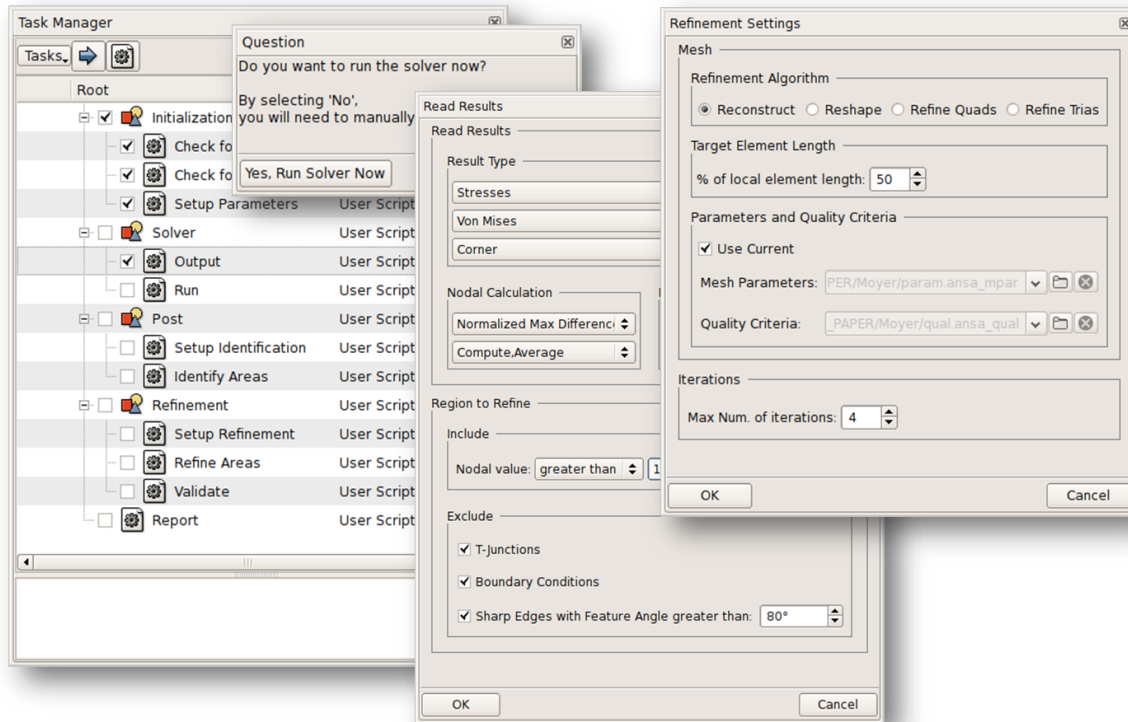 Task Manager
Tasks
Root
Initialization
Check fo
Check fo
Setup Parameters User Script
Solver User Script
Output User Script
Run User Script
Post User Script
Setup Identification User Script
Identify Areas User Script
Refinement User Script
Setup Refinement User Script
Refine Areas User Script
Validate User Script
Report User Script
Question
Do you want to run the solver now?
By selecting 'No',
you will need to manually
Yes, Run Solver Now
Read Results
Read Results
Result Type
Stresses
Von Mises
Corner
Nodal Calculation
Normalized Max Differenc
Compute,Average
Region to Refine
Include
Nodal value: greater than 1
Exclude
T-Junctions
Boundary Conditions
Sharp Edges with Feature Angle greater than: 80°
OK Cancel
Refinement Settings
Mesh
Refinement Algorithm
Reconstruct Reshape Refine Quads Refine Trias
Target Element Length
% of local element length: 50
Parameters and Quality Criteria
Use Current
Mesh Parameters: PER/Moyer/param.ansa_mpar
Quality Criteria: _PAPER/Moyer/qual.ansa_qual
Iterations
Max Num. of iterations: 4
OK Cancel